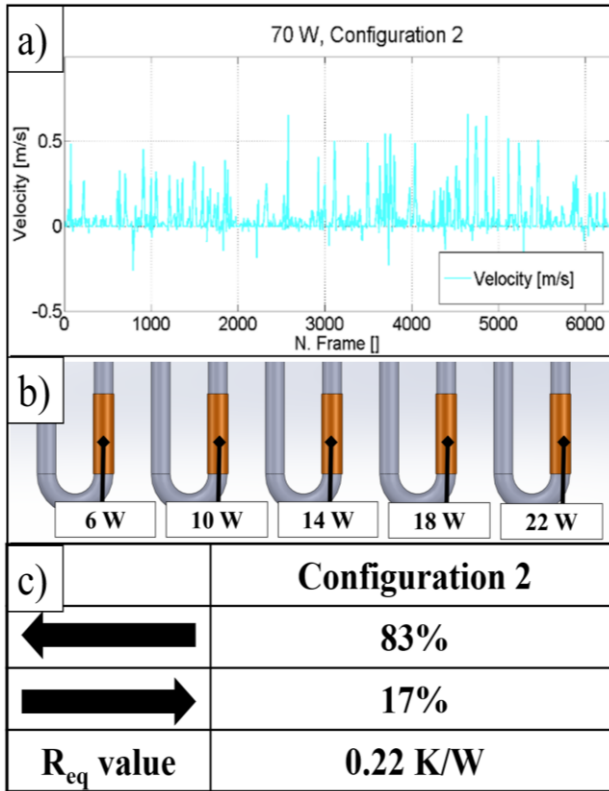 a)
70 W, Configuration 2
Velocity [m/s]
0.5
0
-0.5
Velocity [m/s]
0 1000 2000 3000 4000 5000 6000
N. Frame []
b)
6 W 10 W 14 W 18 W 22 W
c)
Configuration 2
83%
17%
Req value 0.22 K/W